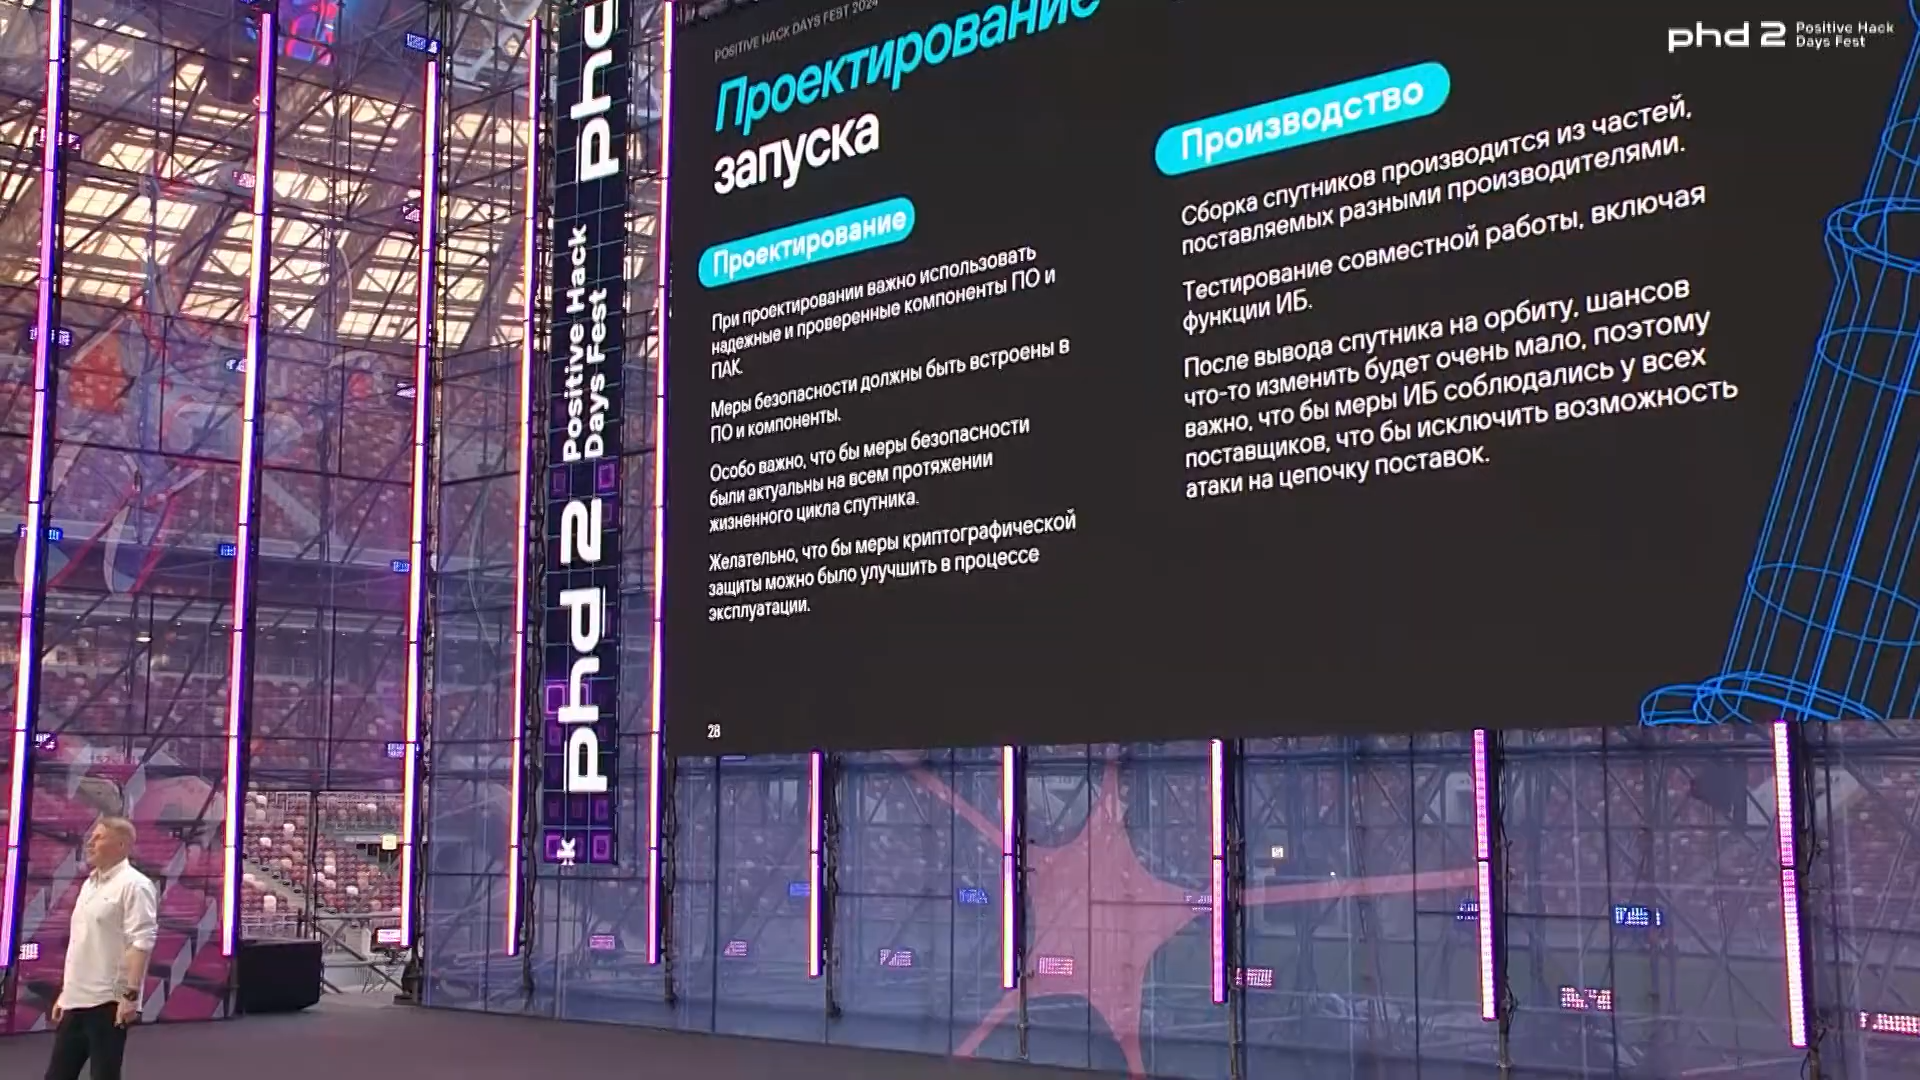 phd 2
Positive Hack
Days Fest
POSITIVE HACK DAYS FEST 2024
Проектирование
запуска
Проектирование
При проектировании важно использовать
надежные и проверенные компоненты ПО и
ПАК.
Меры безопасности должны быть встроены в
ПО и компоненты.
Особо важно, что бы меры безопасности
были актуальны на всем протяжении
жизненного цикла спутника.
Желательно, что бы меры криптографической
защиты можно было улучшить в процессе
эксплуатации.
28
Производство
Сборка спутников производится из частей,
поставляемых разными производителями.
Тестирование совместной работы, включая
функции ИБ.
После вывода спутника на орбиту, шансов
что-то изменить будет очень мало, поэтому
важно, что бы меры ИБ соблюдались у всех
поставщиков, что бы исключить возможность
атаки на цепочку поставок.
phd
Positive Hack
Days Fest
phd 2